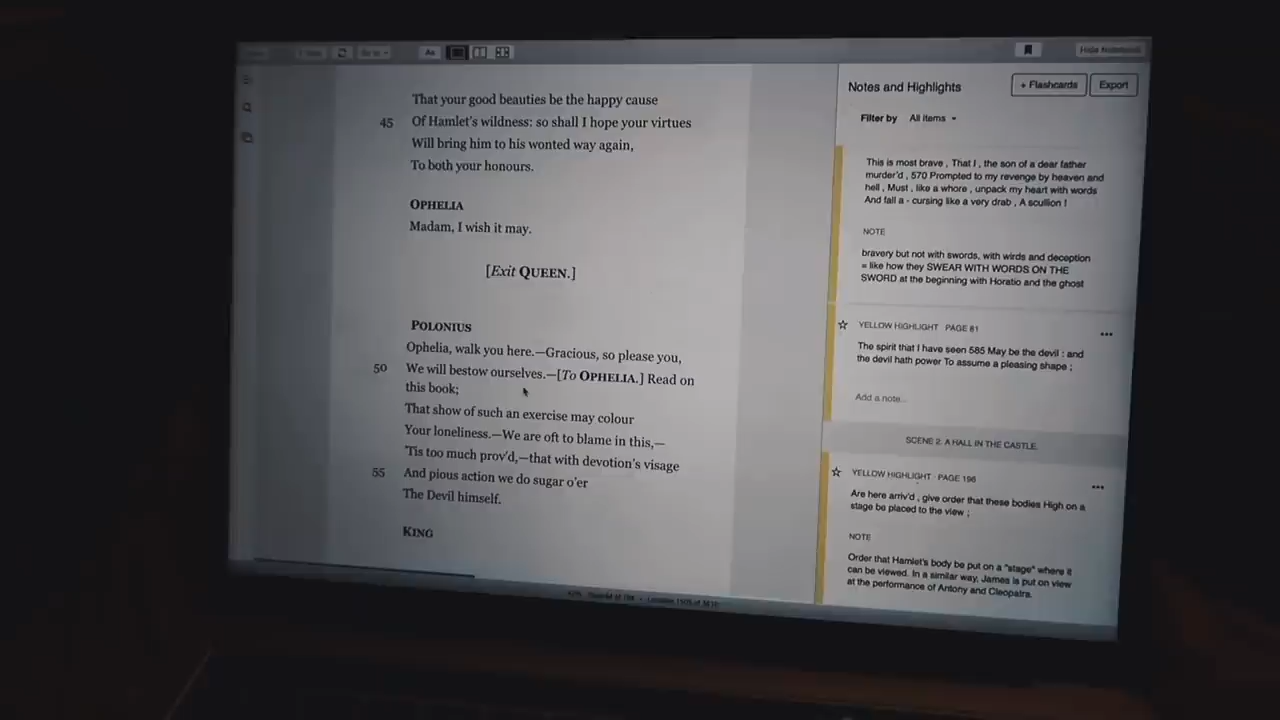 Aa
Hide Notebook
That your good beauties be the happy cause
45 Of Hamlet's wildness: so shall I hope your virtues
Will bring him to his wonted way again,
To both your honours.
OPHELIA
Madam, I wish it may.
[Exit QUEEN.]
POLONIUS
Ophelia, walk you here.—Gracious, so please you,
50 We will bestow ourselves.—[To OPHELIA.] Read on
this book;
That show of such an exercise may colour
Your loneliness.—We are oft to blame in this,—
'Tis too much prov'd,—that with devotion's visage
55 And pious action we do sugar o'er
The Devil himself.
KING
Notes and Highlights
+ Flashcards
Export
Filter by All items
This is most brave , That I , the son of a dear father
murder'd , 570 Prompted to my revenge by heaven and
hell , Must , like a whore , unpack my heart with words
And fall a - cursing like a very drab , A scullion !
NOTE
bravery but not with swords, with wirds and deception
= like how they SWEAR WITH WORDS ON THE
SWORD at the beginning with Horatio and the ghost
YELLOW HIGHLIGHT PAGE 81
The spirit that I have seen 585 May be the devil : and
the devil hath power To assume a pleasing shape ;
Add a note...
SCENE 2. A HALL IN THE CASTLE.
YELLOW HIGHLIGHT · PAGE 196
Are here arriv'd , give order that these bodies High on a
stage be placed to the view ;
NOTE
Order that Hamlet's body be put on a "stage" where it
can be viewed. In a similar way, James is put on view
at the performance of Antony and Cleopatra.